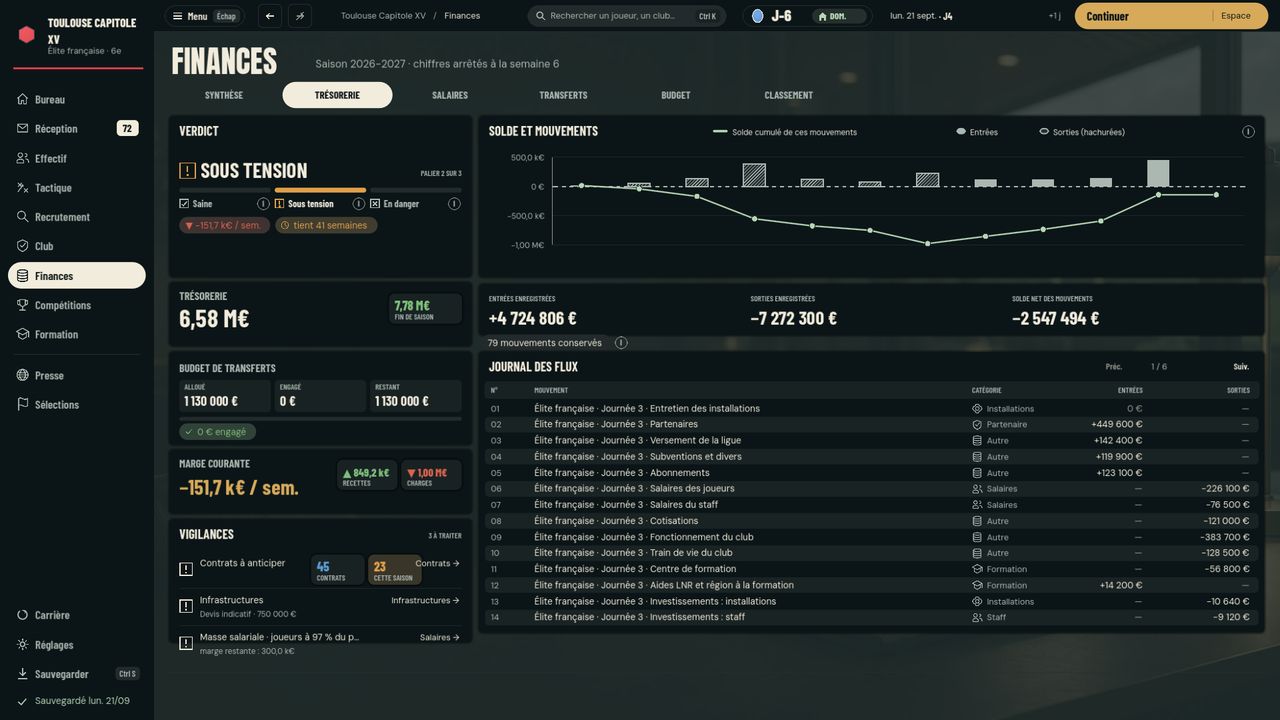 TOULOUSE CAPITOLE XV
Élite française · 6e
Menu Échap
Toulouse Capitole XV / Finances
Rechercher un joueur, un club... Ctrl K
J-6 DOM.
lun. 21 sept. · J4
+1 j
Continuer Espace
Bureau
Réception 72
Effectif
Tactique
Recrutement
Club
Finances
Compétitions
Formation
Presse
Sélections
Carrière
Réglages
Sauvegarder Ctrl S
Sauvegardé lun. 21/09
FINANCES
Saison 2026-2027 · chiffres arrêtés à la semaine 6
SYNTHÈSE TRÉSORERIE SALAIRES TRANSFERTS BUDGET CLASSEMENT
VERDICT
SOUS TENSION PALIER 2 SUR 3
Saine Sous tension En danger
▼ −151,7 k€ / sem. tient 41 semaines
TRÉSORERIE
6,58 M€
7,78 M€
FIN DE SAISON
BUDGET DE TRANSFERTS
ALLOUÉ ENGAGÉ RESTANT
1 130 000 € 0 € 1 130 000 €
0 € engagé
MARGE COURANTE
−151,7 k€ / sem.
▲ 849,2 k€ ▼ 1,00 M€
RECETTES CHARGES
VIGILANCES 3 À TRAITER
Contrats à anticiper 45 CONTRATS 23 CETTE SAISON Contrats →
Infrastructures Infrastructures →
Devis indicatif · 750 000 €
Masse salariale · joueurs à 97 % du p… Salaires →
marge restante : 300,0 k€
SOLDE ET MOUVEMENTS
Solde cumulé de ces mouvements Entrées Sorties (hachurées)
500,0 k€
0 €
−500,0 k€
−1,00 M€
ENTRÉES ENREGISTRÉES SORTIES ENREGISTRÉES SOLDE NET DES MOUVEMENTS
+4 724 806 € −7 272 300 € −2 547 494 €
79 mouvements conservés
JOURNAL DES FLUX Préc. 1 / 6 Suiv.
N° MOUVEMENT CATÉGORIE ENTRÉES SORTIES
01 Élite française · Journée 3 · Entretien des installations Installations 0 € —
02 Élite française · Journée 3 · Partenaires Partenaire +449 600 € —
03 Élite française · Journée 3 · Versement de la ligue Autre +142 400 € —
04 Élite française · Journée 3 · Subventions et divers Autre +119 900 € —
05 Élite française · Journée 3 · Abonnements Autre +123 100 € —
06 Élite française · Journée 3 · Salaires des joueurs Salaires — −226 100 €
07 Élite française · Journée 3 · Salaires du staff Salaires — −76 500 €
08 Élite française · Journée 3 · Cotisations Autre — −121 000 €
09 Élite française · Journée 3 · Fonctionnement du club Autre — −383 700 €
10 Élite française · Journée 3 · Train de vie du club Autre — −128 500 €
11 Élite française · Journée 3 · Centre de formation Formation — −56 800 €
12 Élite française · Journée 3 · Aides LNR et région à la formation Formation +14 200 € —
13 Élite française · Journée 3 · Investissements : installations Installations — −10 640 €
14 Élite française · Journée 3 · Investissements : staff Staff — −9 120 €